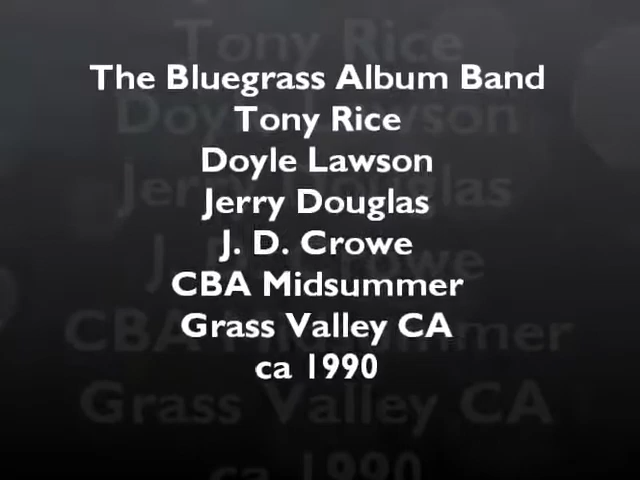 The Bluegrass Album Band
Tony Rice
Doyle Lawson
Jerry Douglas
J. D. Crowe
CBA Midsummer
Grass Valley CA
ca 1990